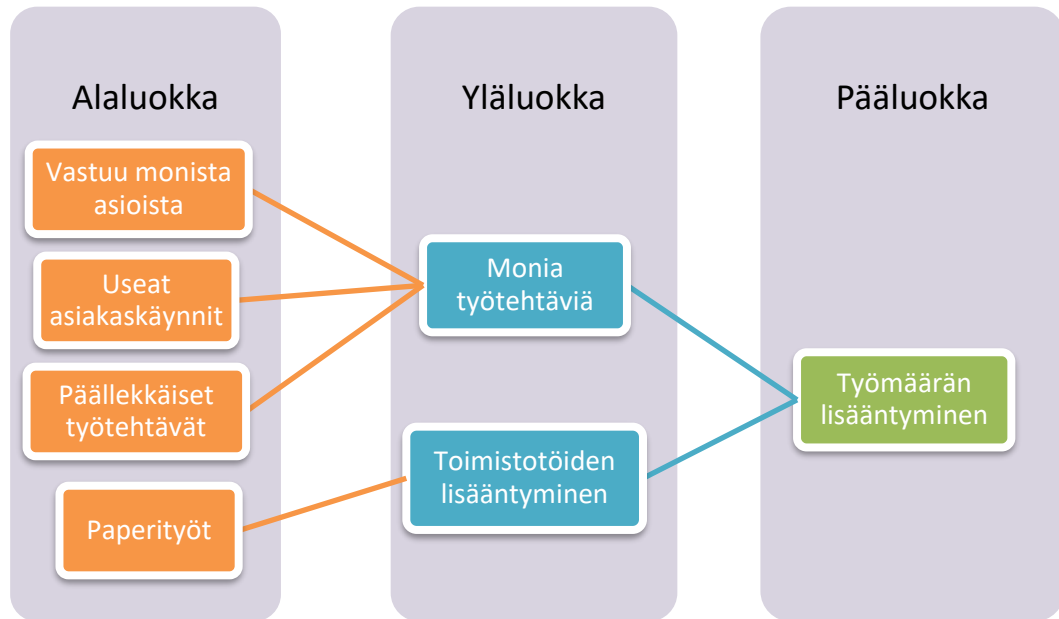 Alaluokka
Vastuu monista
asioista
Useat
asiakaskäynnit
Päällekkäiset
työtehtävät
Paperityöt
Yläluokka
Monia
työtehtäviä
Toimistotöiden
lisääntyminen
Pääluokka
Työmäärän
lisääntyminen